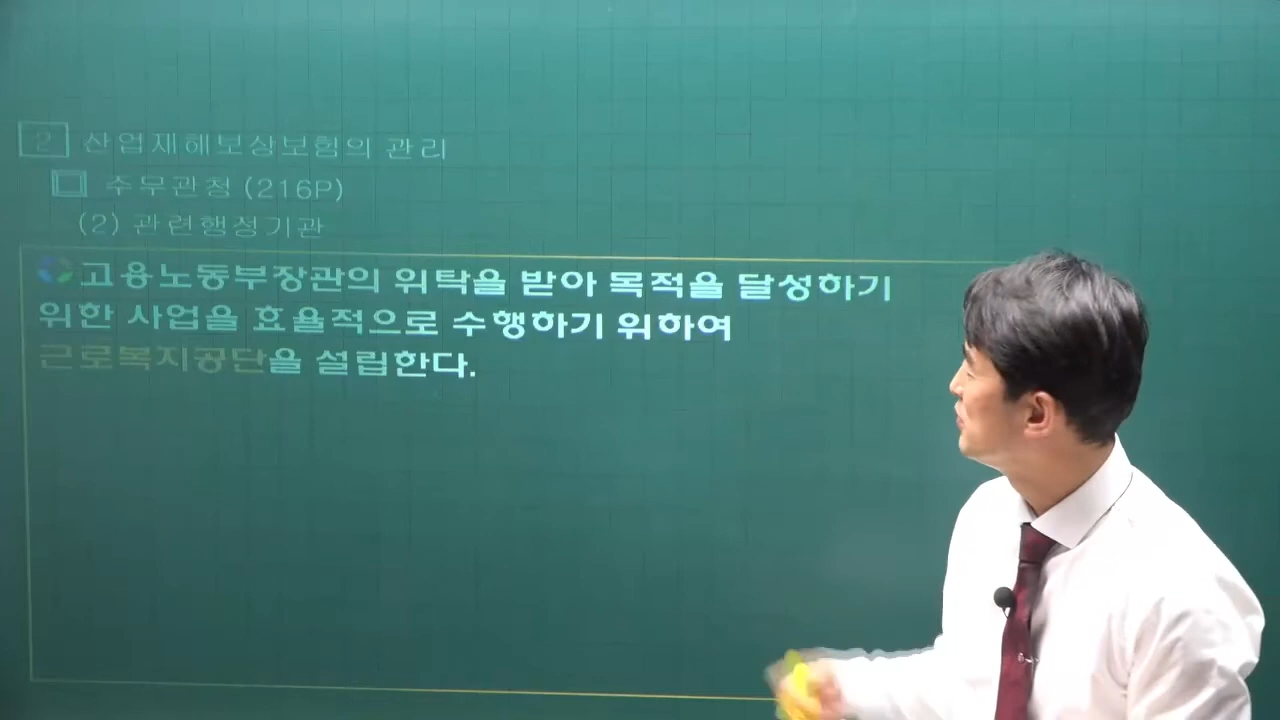 2 산업재해보상보험의 관리
주무관청 (216P)
(2) 관련행정기관
고용노동부장관의 위탁을 받아 목적을 달성하기
위한 사업을 효율적으로 수행하기 위하여
근로복지공단을 설립한다.